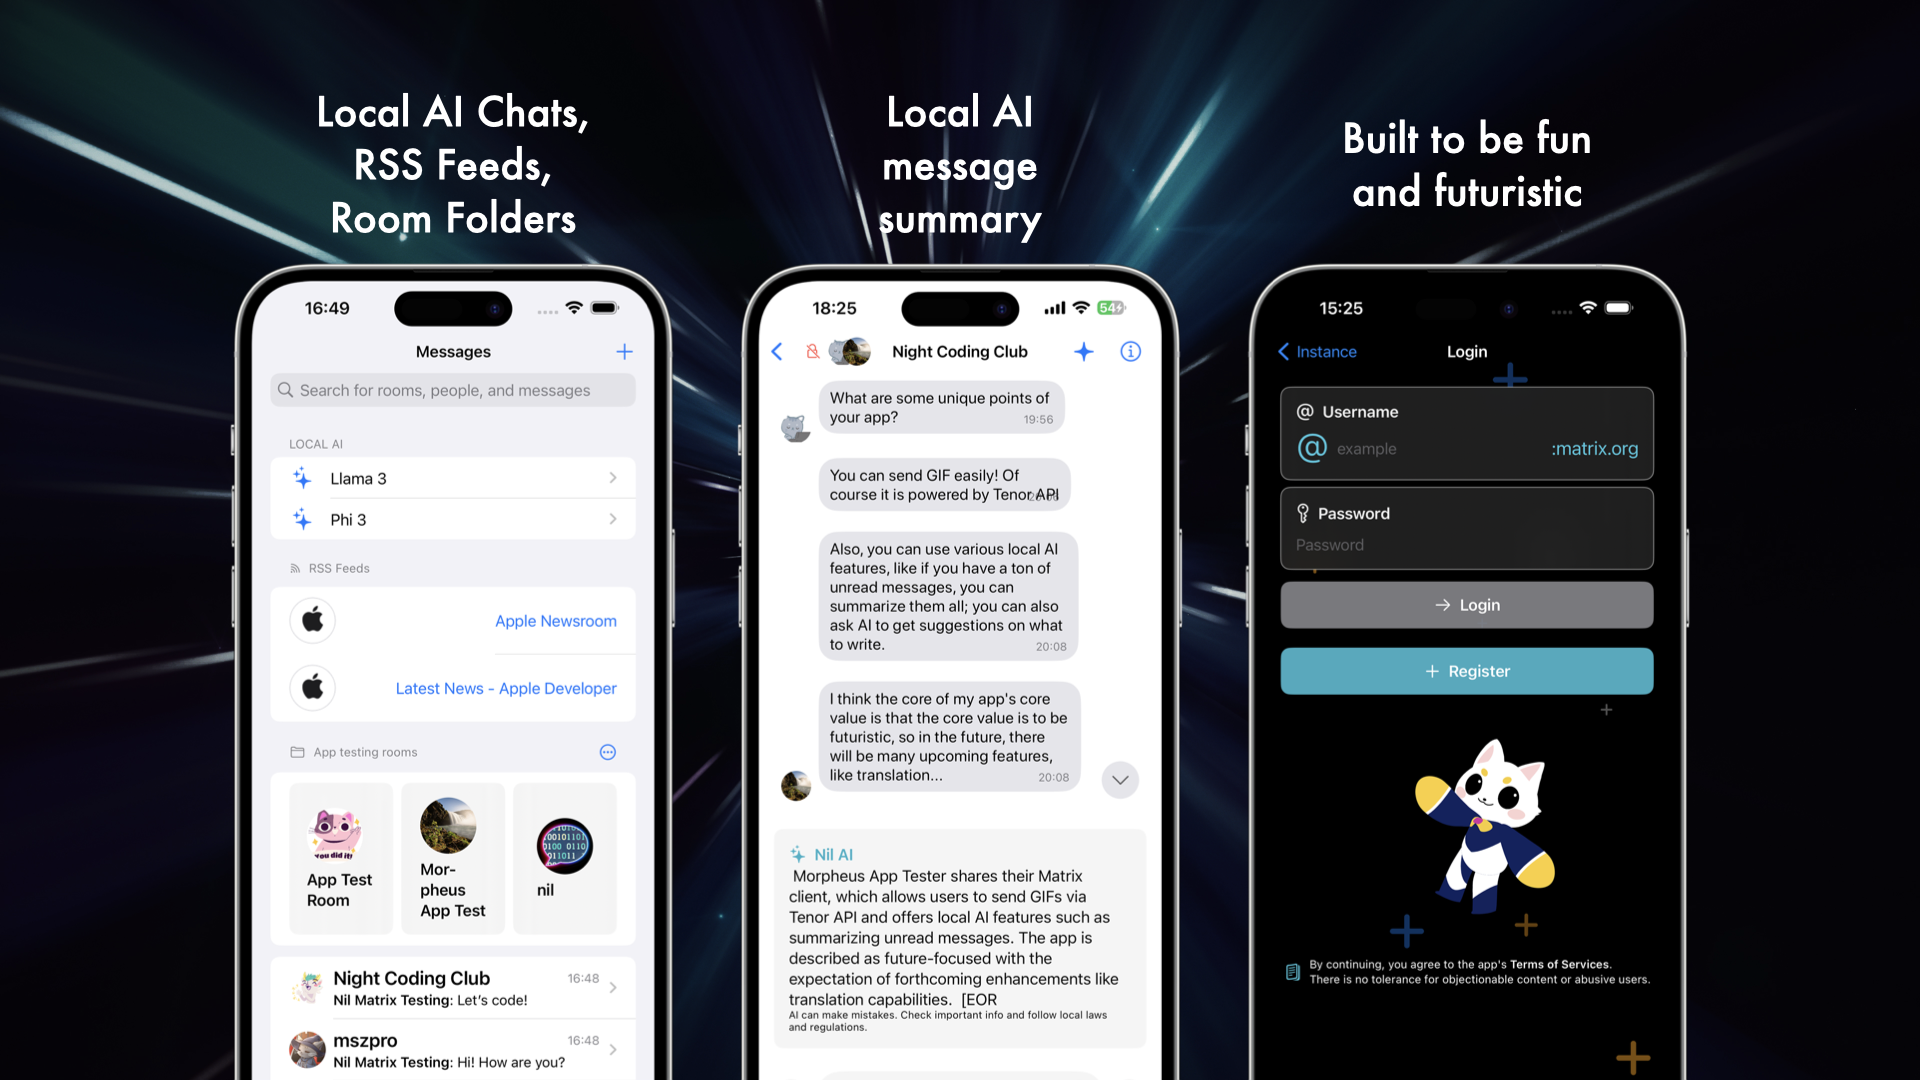 Local AI Chats,
RSS Feeds,
Room Folders
16:49
Messages
Search for rooms, people, and messages
LOCAL AI
Llama 3
Phi 3
RSS Feeds
Apple Newsroom
Latest News - Apple Developer
App testing rooms
You did it!
App Test
Room
Mor-
pheus
App Test
nil
Night Coding Club
16:48
Nil Matrix Testing: Let's code!
mszpro
16:48
Nil Matrix Testing: Hi! How are you?
Local AI
message
summary
18:25
54
Night Coding Club
What are some unique points of
your app?
19:56
You can send GIF easily! Of
course it is powered by Tenor API
Also, you can use various local AI
features, like if you have a ton of
unread messages, you can
summarize them all; you can also
ask AI to get suggestions on what
to write.
20:08
I think the core of my app's core
value is that the core value is to be
futuristic, so in the future, there
will be many upcoming features,
like translation...
20:08
Nil AI
Morpheus App Tester shares their Matrix
client, which allows users to send GIFs via
Tenor API and offers local AI features such as
summarizing unread messages. The app is
described as future-focused with the
expectation of forthcoming enhancements like
translation capabilities. [EOR
AI can make mistakes. Check important info and follow local laws
and regulations.
Built to be fun
and futuristic
15:25
Instance
Login
@ Username
@ example :matrix.org
Password
Password
→ Login
+ Register
By continuing, you agree to the app's Terms of Services.
There is no tolerance for objectionable content or abusive users.